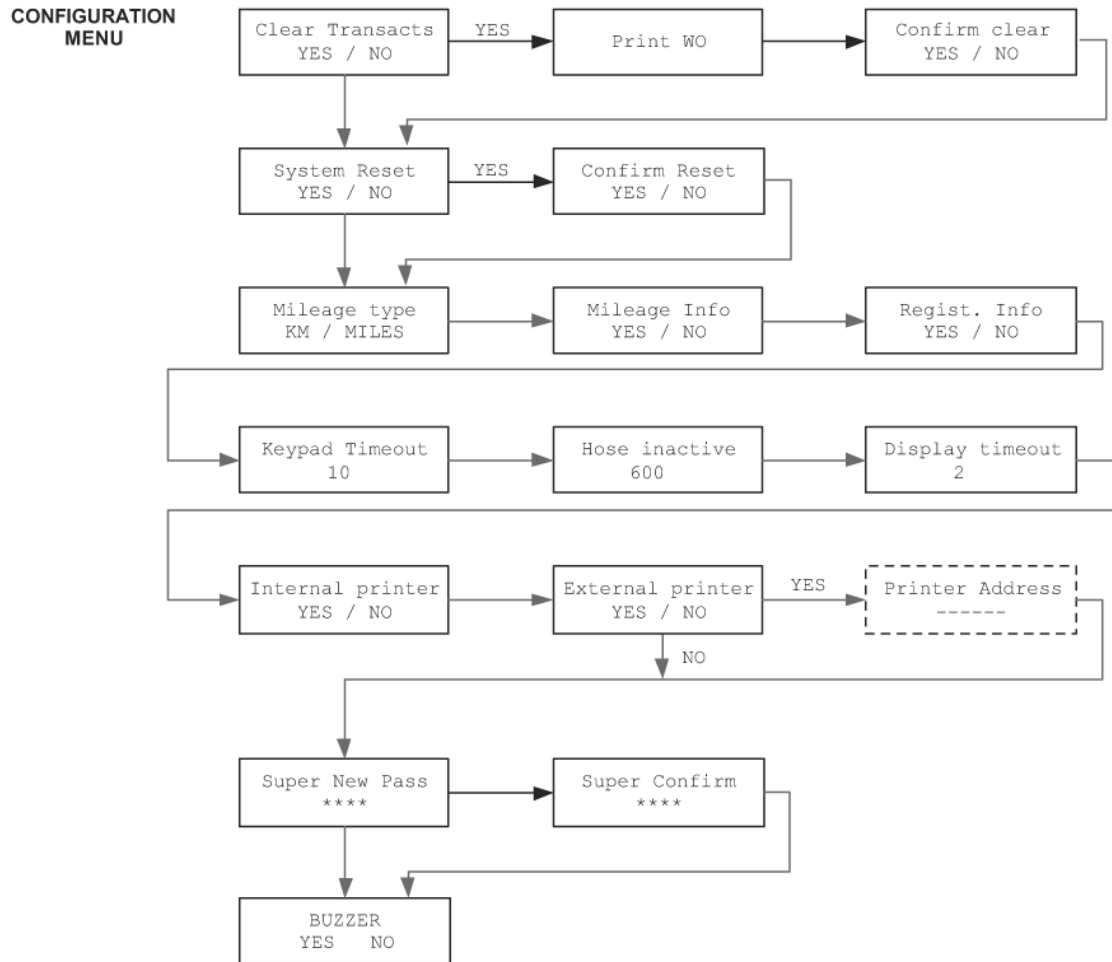 CONFIGURATION
MENU
Clear Transacts
YES / NO
YES
Print WO
Confirm clear
YES / NO
System Reset
YES / NO
YES
Confirm Reset
YES / NO
Mileage type
KM / MILES
Mileage Info
YES / NO
Regist. Info
YES / NO
Keypad Timeout
10
Hose inactive
600
Display timeout
2
Internal printer
YES / NO
External printer
YES / NO
YES
Printer Address
------
NO
Super New Pass
****
Super Confirm
****
BUZZER
YES NO